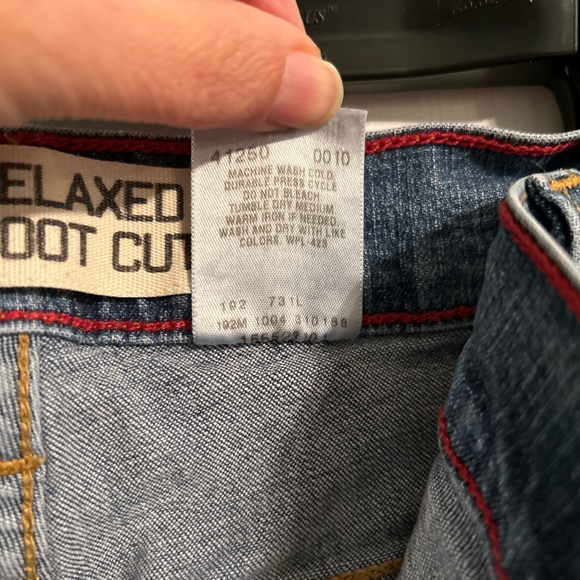 ELAXED
OOT CUT
41250 0010
MACHINE WASH COLD
DURABLE PRESS CYCLE
DO NOT BLEACH
TUMBLE DRY MEDIUM
WARM IRON IF NEEDED
WASH AND DRY WITH LIKE
COLORS. WPL-423
192 731L
192M 1004 310188